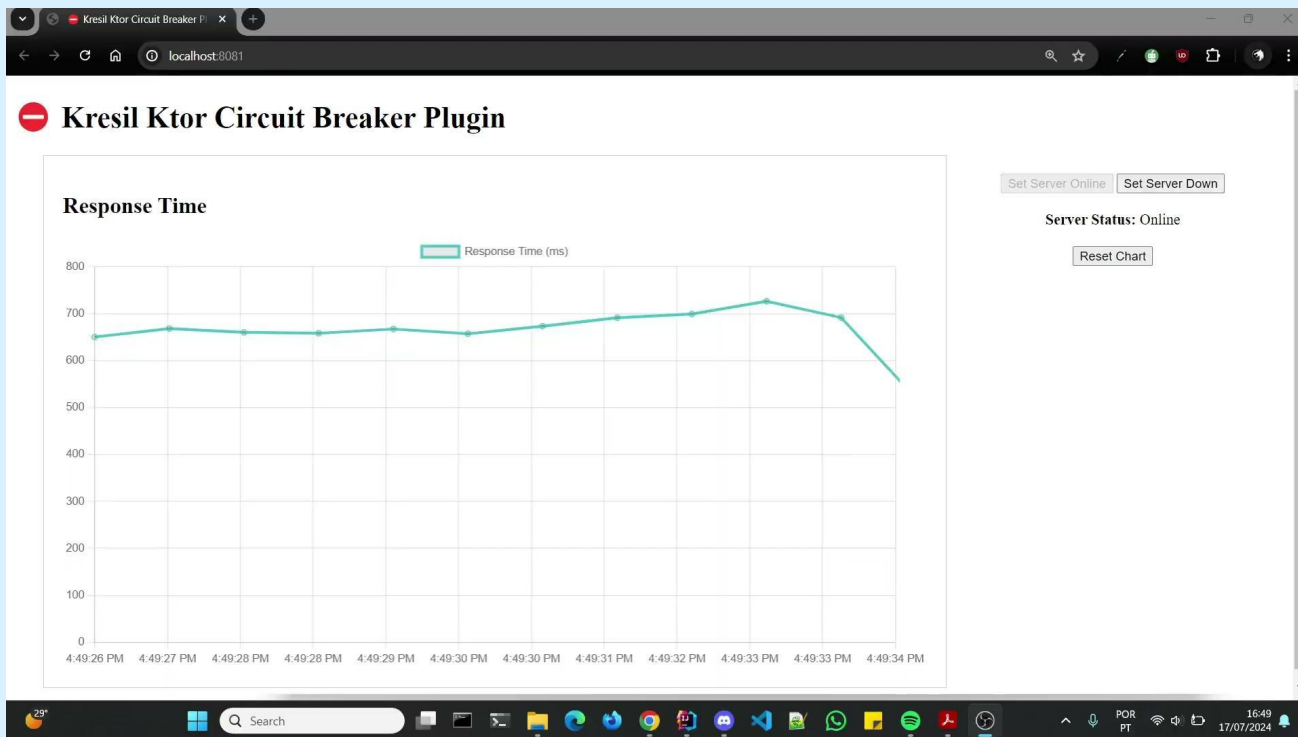 Kresil Ktor Circuit Breaker Pl
localhost:8081
Kresil Ktor Circuit Breaker Plugin
Set Server Online Set Server Down
Server Status: Online
Reset Chart
Response Time
Response Time (ms)
800
700
600
500
400
300
200
100
0
4:49:26 PM 4:49:27 PM 4:49:28 PM 4:49:28 PM 4:49:29 PM 4:49:30 PM 4:49:30 PM 4:49:31 PM 4:49:32 PM 4:49:33 PM 4:49:33 PM 4:49:34 PM
29°
Search
POR
PT
16:49
17/07/2024